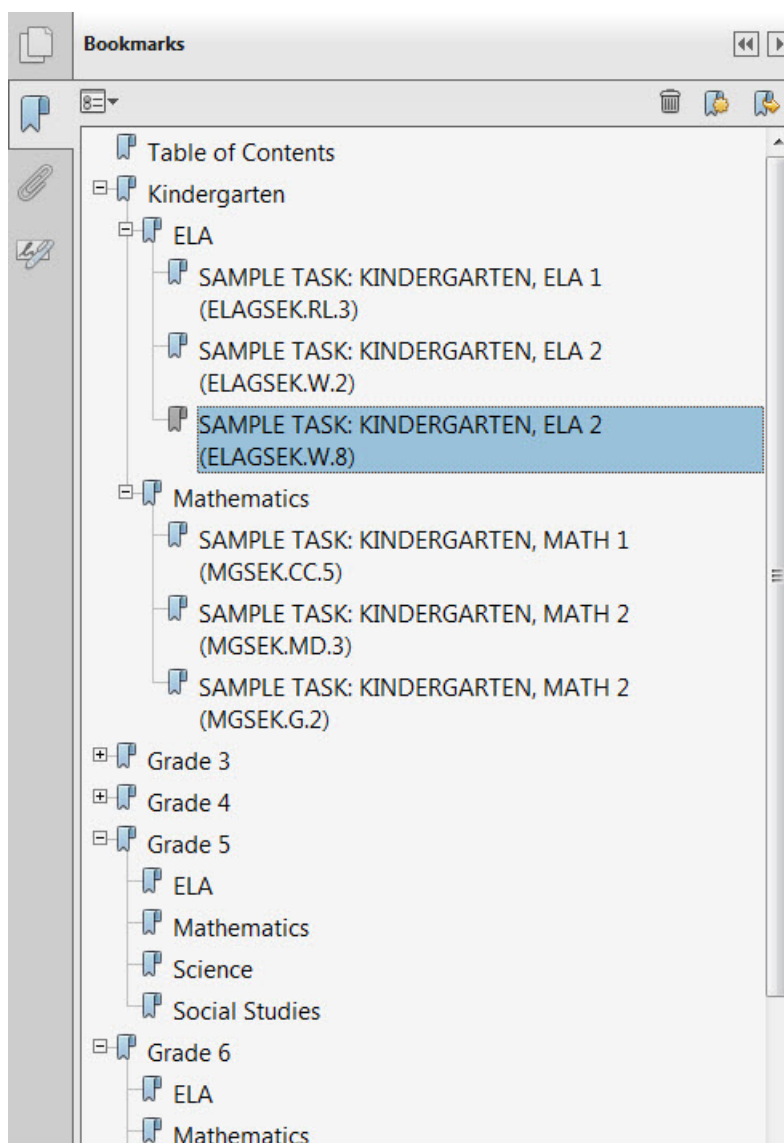 Bookmarks
Table of Contents
Kindergarten
ELA
SAMPLE TASK: KINDERGARTEN, ELA 1
(ELAGSEK.RL.3)
SAMPLE TASK: KINDERGARTEN, ELA 2
(ELAGSEK.W.2)
SAMPLE TASK: KINDERGARTEN, ELA 2
(ELAGSEK.W.8)
Mathematics
SAMPLE TASK: KINDERGARTEN, MATH 1
(MGSEK.CC.5)
SAMPLE TASK: KINDERGARTEN, MATH 2
(MGSEK.MD.3)
SAMPLE TASK: KINDERGARTEN, MATH 2
(MGSEK.G.2)
Grade 3
Grade 4
Grade 5
ELA
Mathematics
Science
Social Studies
Grade 6
ELA
Mathematics